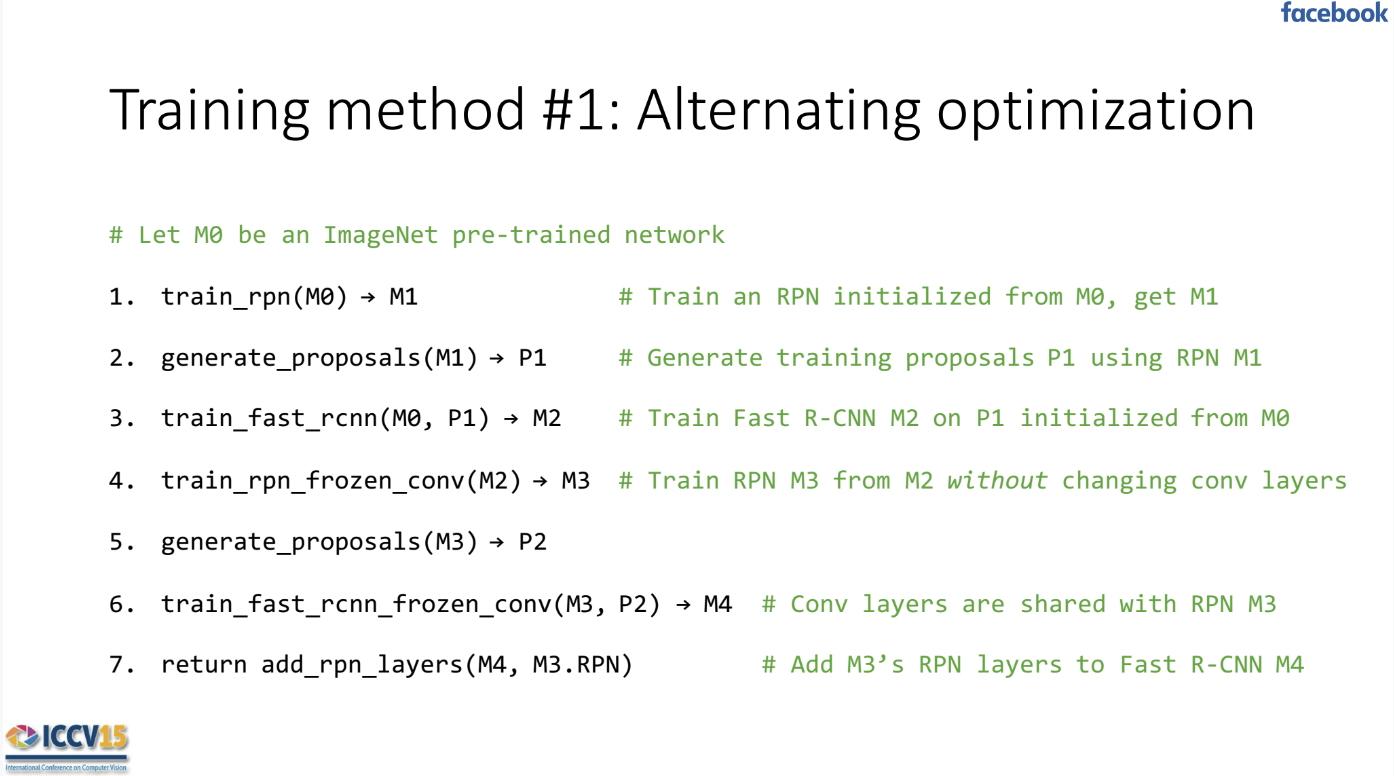 facebook
Training method #1: Alternating optimization
# Let M0 be an ImageNet pre-trained network
1. train_rpn(M0) → M1 # Train an RPN initialized from M0, get M1
2. generate_proposals(M1) → P1 # Generate training proposals P1 using RPN M1
3. train_fast_rcnn(M0, P1) → M2 # Train Fast R-CNN M2 on P1 initialized from M0
4. train_rpn_frozen_conv(M2) → M3 # Train RPN M3 from M2 without changing conv layers
5. generate_proposals(M3) → P2
6. train_fast_rcnn_frozen_conv(M3, P2) → M4 # Conv layers are shared with RPN M3
7. return add_rpn_layers(M4, M3.RPN) # Add M3’s RPN layers to Fast R-CNN M4
ICCV15
International Conference on Computer Vision